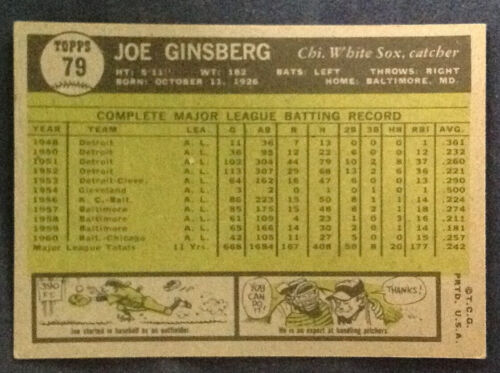 TOPPS
79
JOE GINSBERG Chi. White Sox, catcher
HT: 5'11" WT: 182 BATS: LEFT THROWS: RIGHT
BORN: OCTOBER 11, 1926 HOME: BALTIMORE, MD.
COMPLETE MAJOR LEAGUE BATTING RECORD
YEAR TEAM LEA. G AB R H 2B 3B HR RBI AVG.
1948 Detroit A. L. 11 36 7 13 0 0 0 1 .361
1950 Detroit A. L. 36 95 12 22 0 0 0 12 .232
1951 Detroit A. L. 102 304 44 79 10 2 8 37 .260
1952 Detroit A. L. 113 307 29 68 13 2 6 36 .221
1953 Detroit-Cleve. A. L. 64 162 16 47 6 0 0 13 .290
1954 Cleveland A. L. 3 2 0 1 0 1 0 1 .500
1956 K. C.-Balt. A. L. 86 223 15 50 8 1 1 14 .224
1957 Baltimore A. L. 85 175 15 48 8 2 1 18 .274
1958 Baltimore A. L. 61 109 4 23 1 0 3 16 .211
1959 Baltimore A. L. 65 166 14 30 2 0 1 14 .181
1960 Balt.-Chicago A. L. 42 105 11 27 5 0 0 15 .257
Major League Totals 11 Yrs. 668 1684 167 408 20 177 .242
390 FT.
Joe started in baseball as an outfielder.
YOU CAN DO IT!
THANKS!
He is an expert at handling pitchers.
©T.C.G.
PRTD. U.S.A.